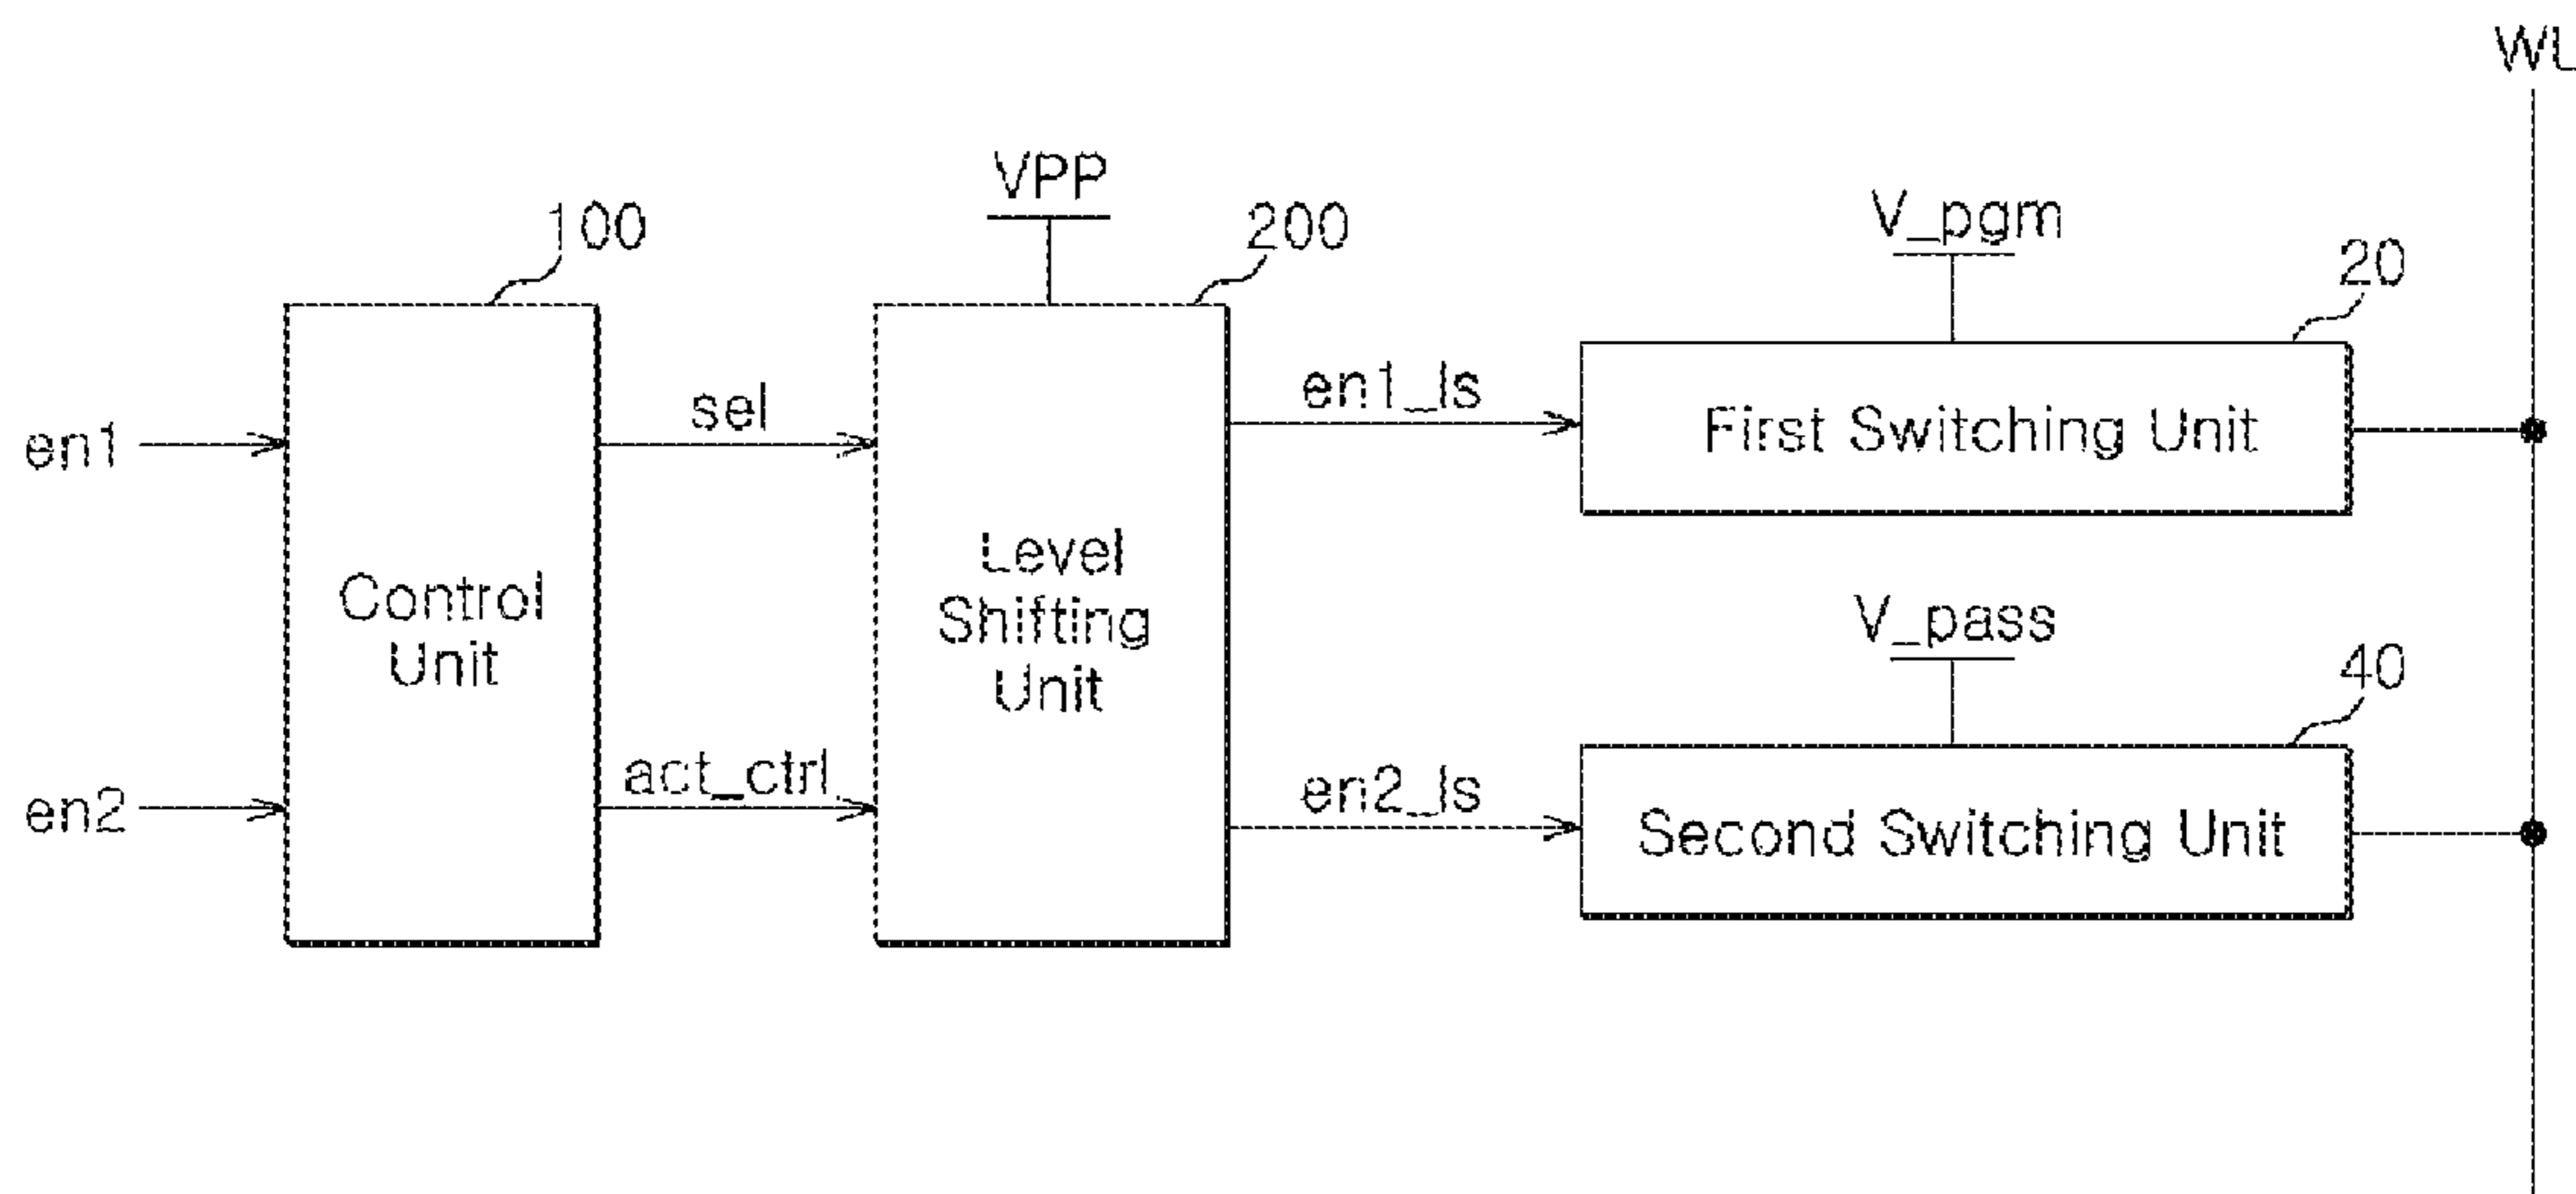 WL
VPP
V_pgm
100
200
20
en1
sel
en1_ls
First Switching Unit
Control
Unit
Level
Shifting
Unit
V_pass
40
en2
act_ctrl
en2_ls
Second Switching Unit